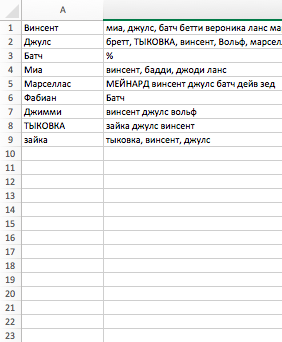 A
1 Винсент миа, джулс, батч бетти вероника ланс ма
2 Джулс бретт, ТЫКОВКА, винсент, Вольф, марсел
3 Батч %
4 Миа винсент, бадди, джоди ланс
5 Марселлас МЕЙНАРД винсент джулс батч дейв зед
6 Фабиан Батч
7 Джимми винсент джулс вольф
8 ТЫКОВКА зайка джулс винсент
9 зайка тыковка, винсент, джулс
10
11
12
13
14
15
16
17
18
19
20
21
22
23